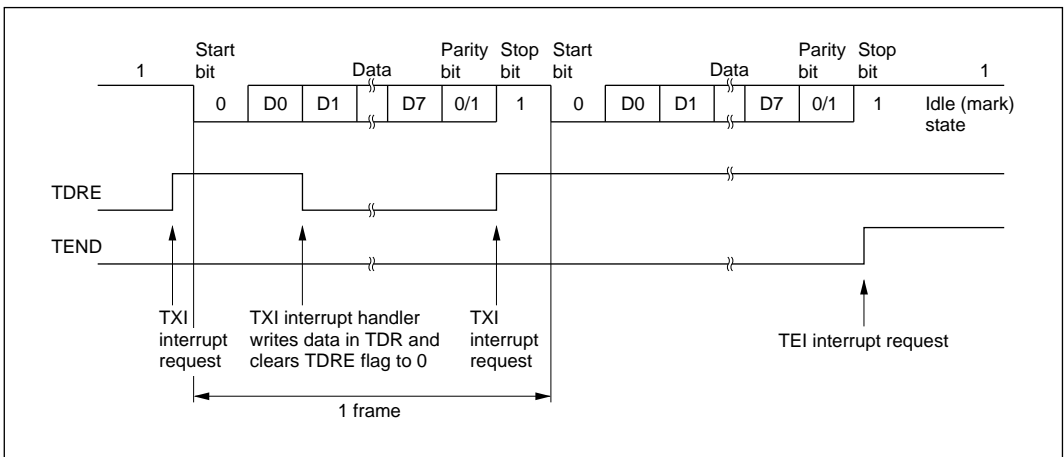 Start bit
Data
Parity bit
Stop bit
Start bit
Data
Parity bit
Stop bit
1
1
0
D0
D1
D7
0/1
1
0
D0
D1
D7
0/1
1
Idle (mark) state
TDRE
TEND
TXI
interrupt
request
TXI interrupt handler
writes data in TDR and
clears TDRE flag to 0
TXI
interrupt
request
TEI interrupt request
1 frame